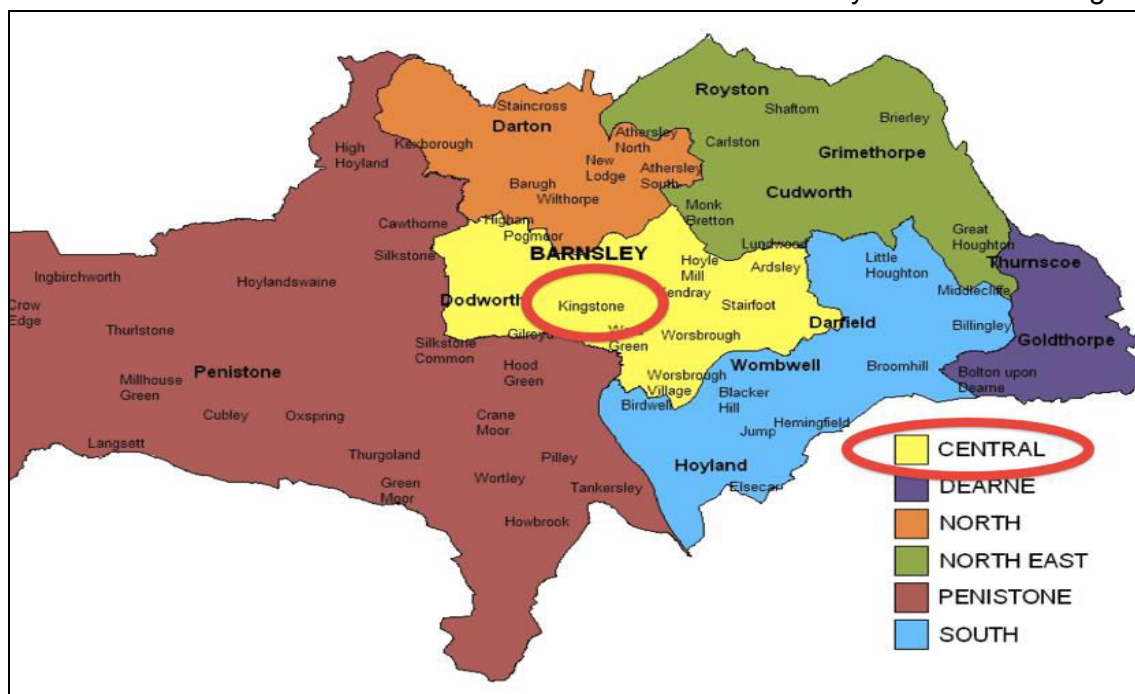 Royston
Shaftom
Brierley
Staincross
Darton
Athersley
North
Carlston
Kexborough
High
Hoyland
New
Lodge
Grimethorpe
Athersley
South
Barugh
Wilthorpe
Cudworth
Monk
Bretton
Cawthorne
Higham
Pogmoor
Great
Houghton
Silkstone
BARNSLEY
Lundwood
Hoyle
Mill
Ardsley
Little
Houghton
Thurnscoe
Ingbirchworth
Hoylandswaine
Kendray
Middlecliffe
Crow
Edge
Dodworth
Kingstone
Stairfoot
Thurlstone
Darfield
Billingley
Gilroyd
Green
Worsbrough
Goldthorpe
Silkstone
Common
Penistone
Hood
Green
Wombwell
Broomhill
Bolton upon
Dearne
Millhouse
Green
Worsbrough
Village
Birdwell
Blacker
Hill
Cubley
Oxspring
Crane
Moor
Jump
Hemingfield
Langsett
Thurgoland
Pilley
Hoyland
Green
Moor
Wortley
Tankersley
Elsecar
Howbrook
CENTRAL
DEARNE
NORTH
NORTH EAST
PENISTONE
SOUTH